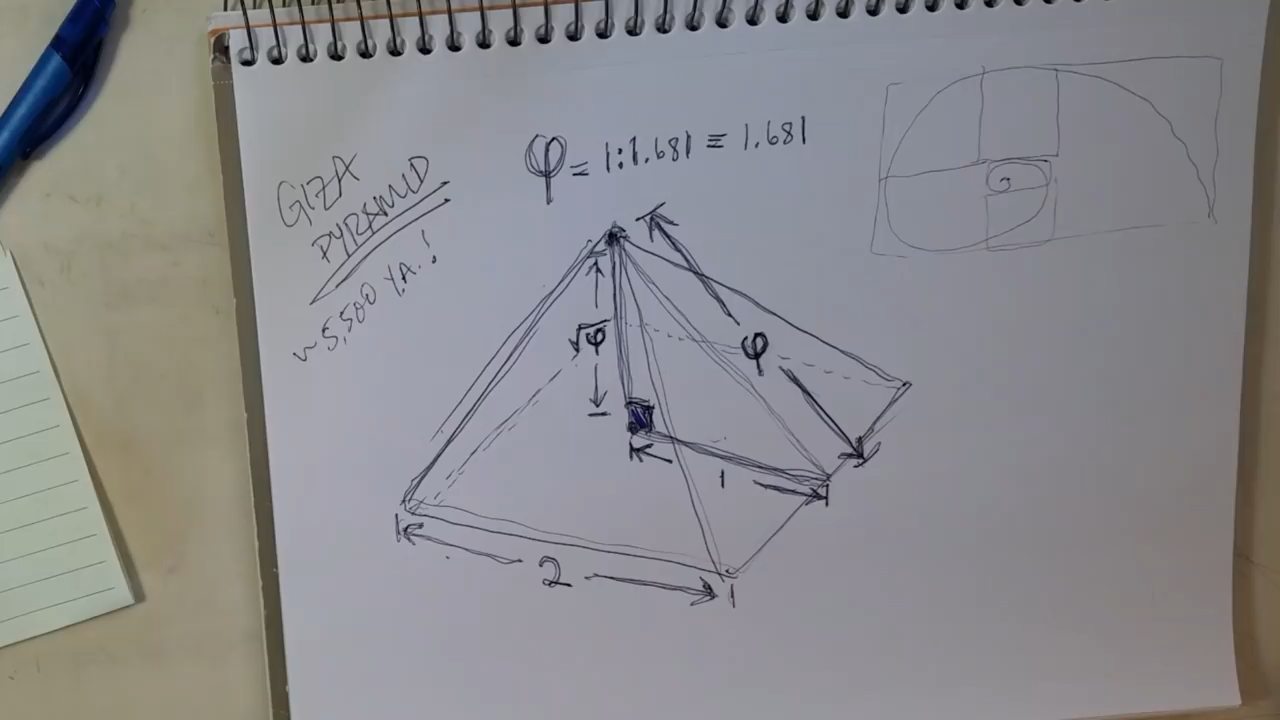 GIZA
PYRAMID
~5,500 Y.A.!
φ = 1:1.681 ≡ 1.681
√φ
φ
1
2